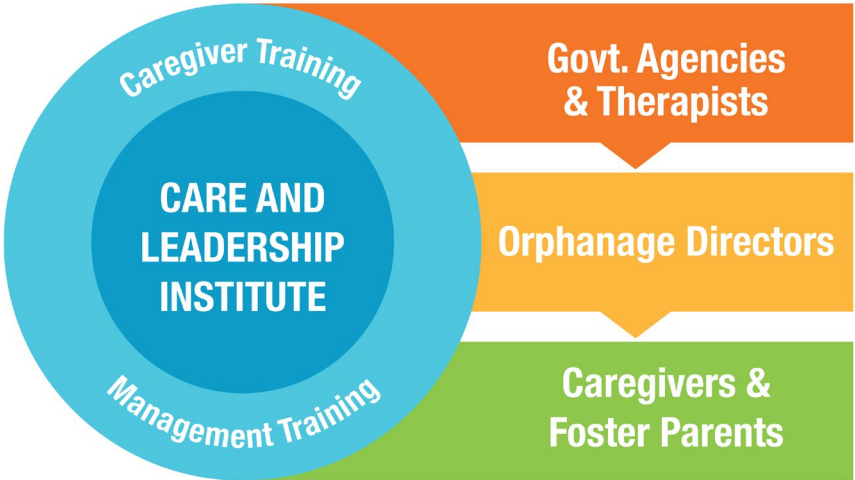 Caregiver Training
CARE AND
LEADERSHIP
INSTITUTE
Management Training
Govt. Agencies
& Therapists
Orphanage Directors
Caregivers &
Foster Parents